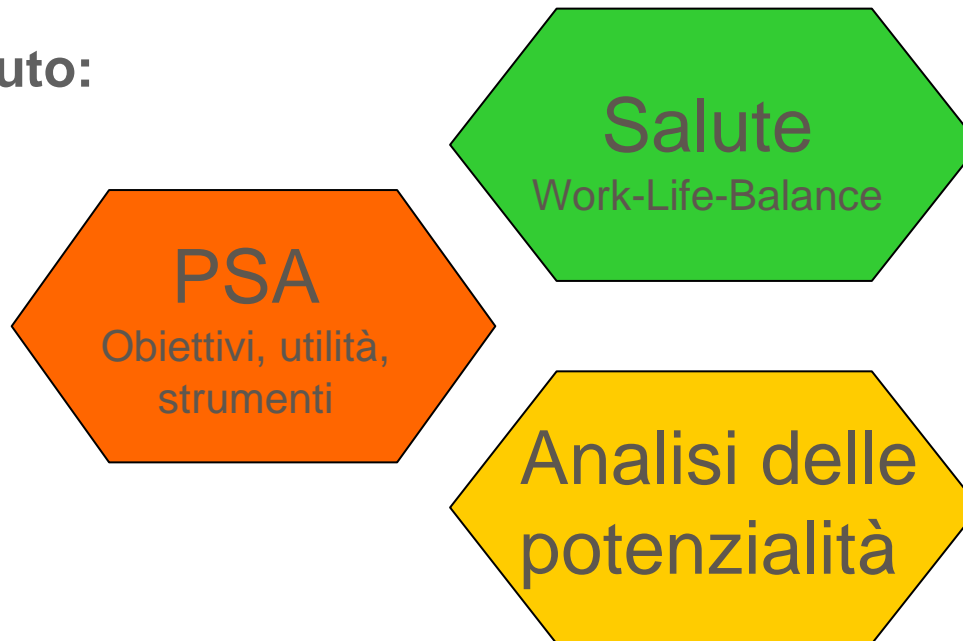 uto:
Salute
Work-Life-Balance
PSA
Obiettivi, utilità,
strumenti
Analisi delle
potenzialità